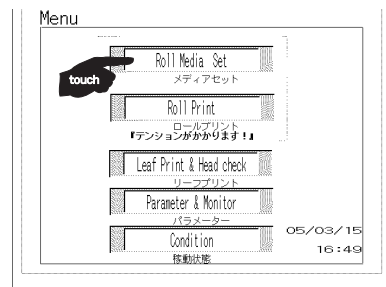 Menu
Roll Media Set
touch
メディアセット
Roll Print
ロールプリント
『テンションがかかります！』
Leaf Print & Head check
リーフプリント
Parameter & Monitor
パラメーター
05/03/15
Condition
16:49
稼動状態